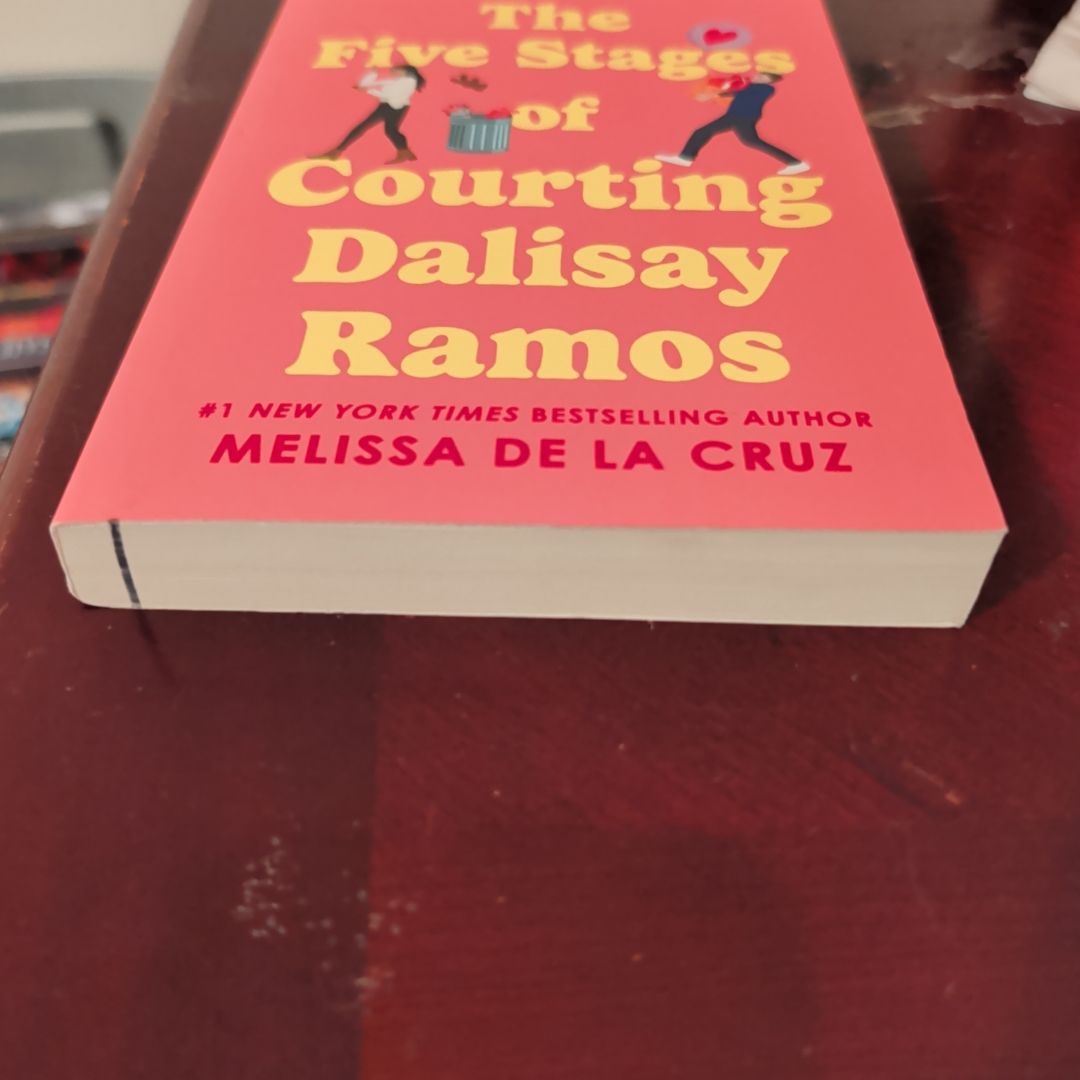 The
Five Stages
of
Courting
Dalisay
Ramos
#1 NEW YORK TIMES BESTSELLING AUTHOR
MELISSA DE LA CRUZ